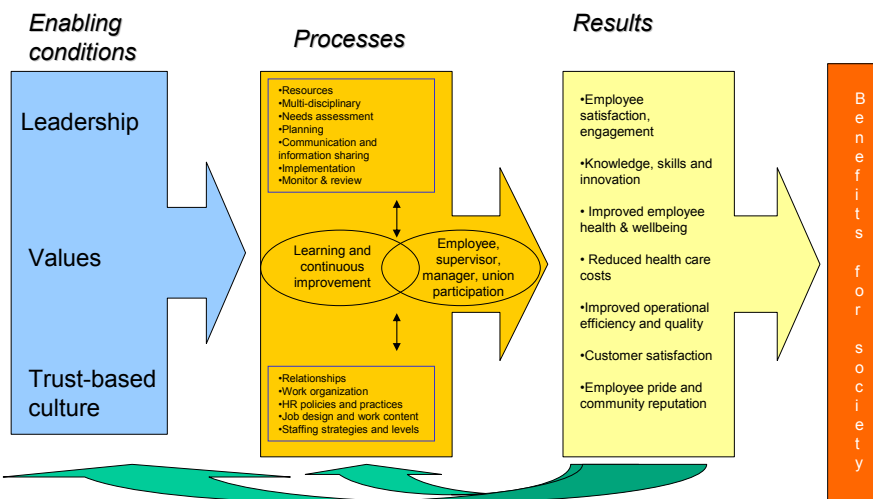 Enabling
conditions
Leadership
Values
Trust-based
culture
Processes
•Resources
•Multi-disciplinary
•Needs assessment
•Planning
•Communication and
information sharing
•Implementation
•Monitor & review
Learning and
continuous
improvement
Employee,
supervisor,
manager, union
participation
•Relationships
•Work organization
•HR policies and practices
•Job design and work content
•Staffing strategies and levels
Results
•Employee
satisfaction,
engagement
•Knowledge, skills and
innovation
• Improved employee
health & wellbeing
• Reduced health care
costs
•Improved operational
efficiency and quality
•Customer satisfaction
•Employee pride and
community reputation
Benefits for society